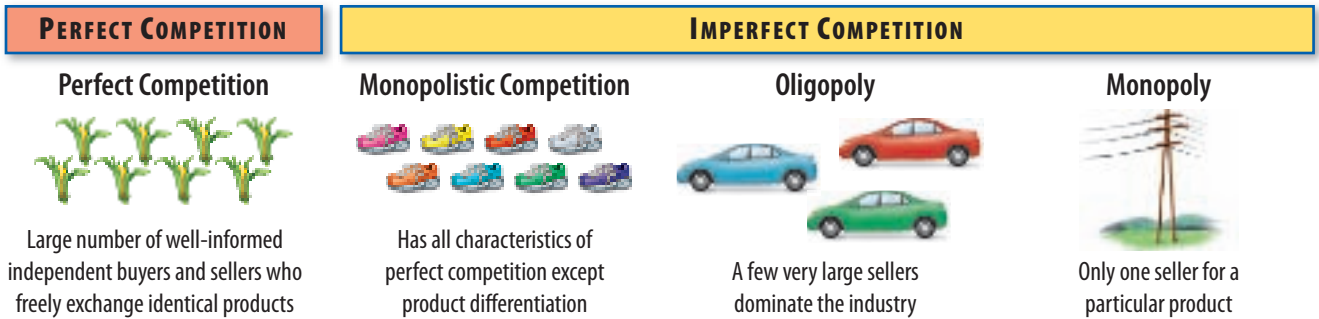 PERFECT COMPETITION
IMPERFECT COMPETITION
Perfect Competition
Large number of well-informed
independent buyers and sellers who
freely exchange identical products
Monopolistic Competition
Has all characteristics of
perfect competition except
product differentiation
Oligopoly
A few very large sellers
dominate the industry
Monopoly
Only one seller for a
particular product